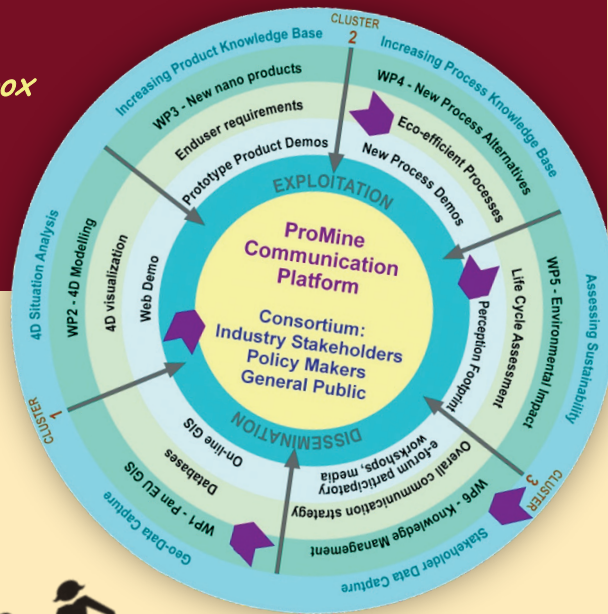 ox
CLUSTER
2
Increasing Product Knowledge Base
Increasing Process Knowledge Base
WP3 - New nano products
WP4 - New Process Alternatives
Enduser requirements
Eco-efficient Processes
Prototype Product Demos
New Process Demos
EXPLOITATION
4D Situation Analysis
WP2 - 4D Modelling
4D visualization
Web Demo
ProMine
Communication
Platform
Consortium:
Industry Stakeholders
Policy Makers
General Public
Perception Footprint
Life Cycle Assessment
WP5 - Environmental Impact
Assessing Sustainability
DISSEMINATION
CLUSTER
1
On-line GIS
Databases
WP1 - Pan EU GIS
Geo-Data Capture
e-forum participatory
workshops, media
Overall communication strategy
WP6 - Knowledge Management
Stakeholder Data Capture
CLUSTER
3